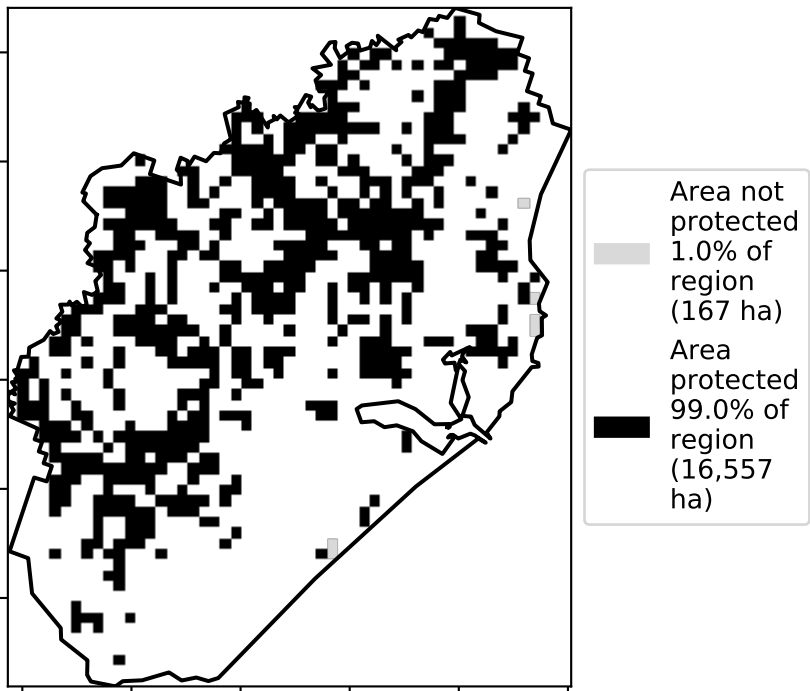 Area not
protected
1.0% of
region
(167 ha)
Area
protected
99.0% of
region
(16,557
ha)